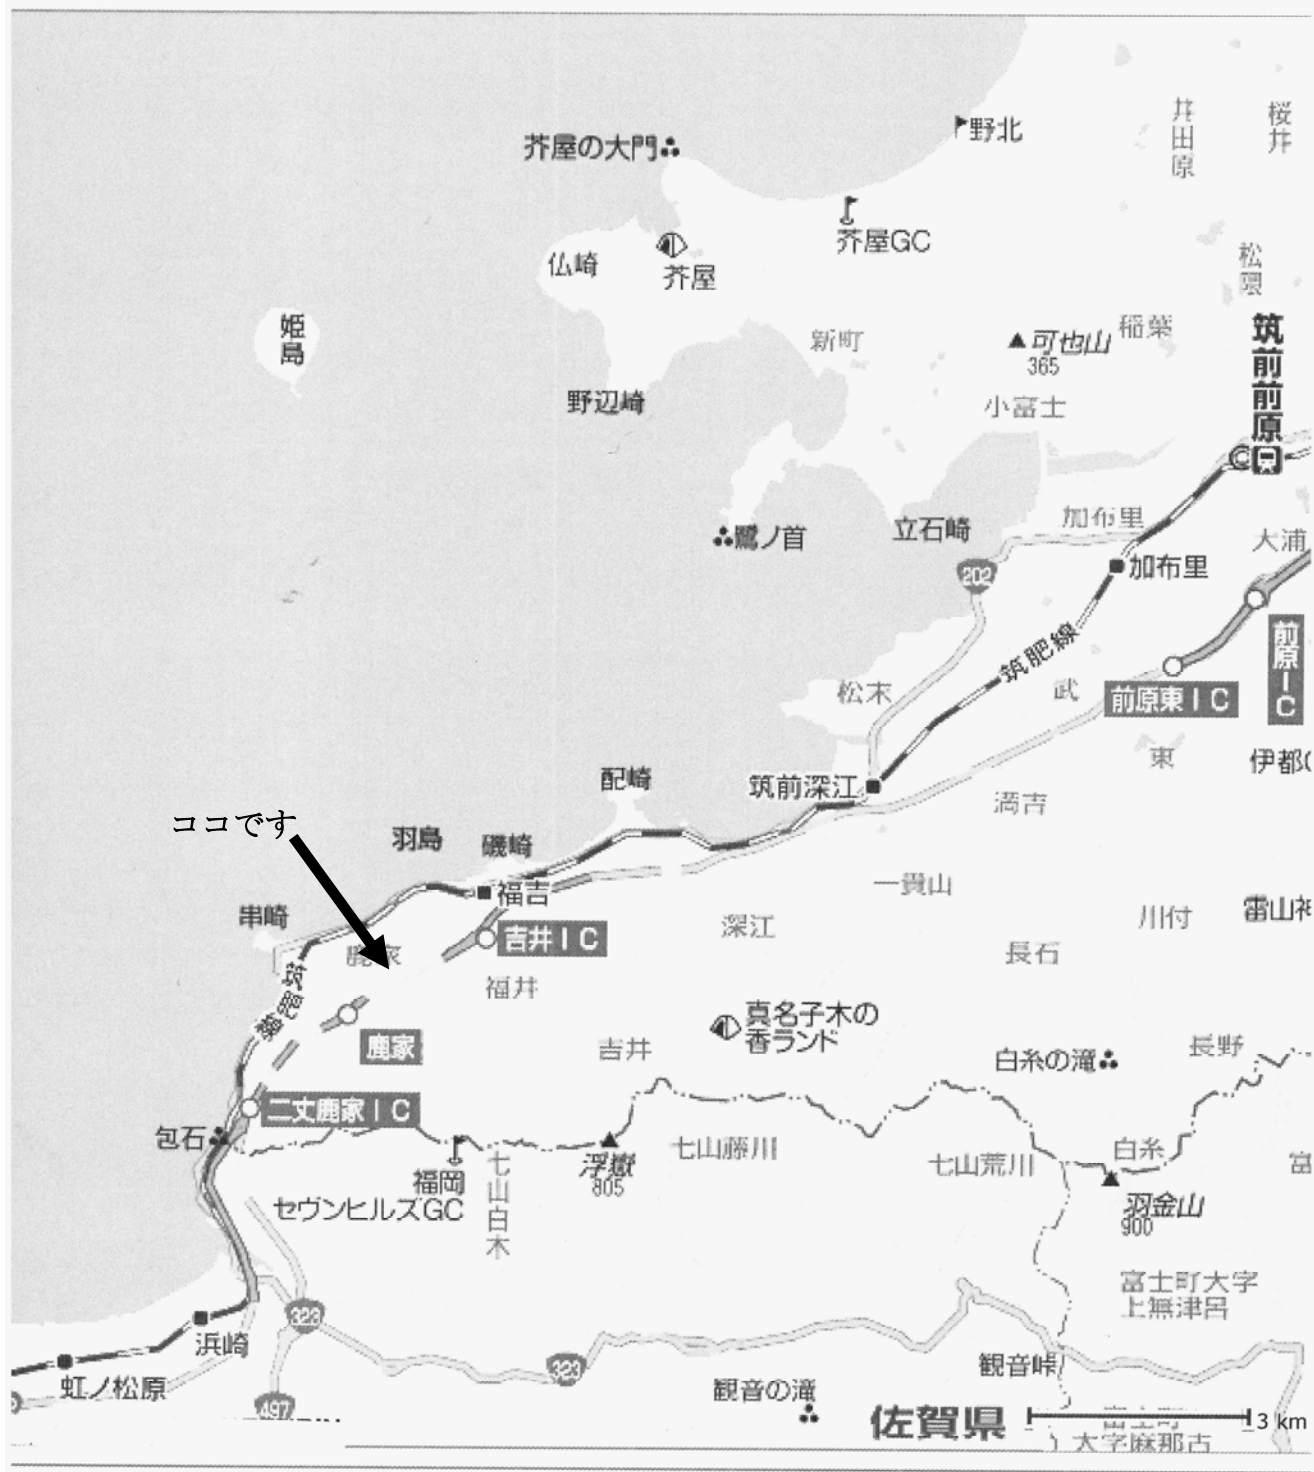 芥屋の大門
野北
井田原
桜井
芥屋GC
仏崎
芥屋
松隈
姫島
新町
可也山
365
稲葉
筑前前原
野辺崎
小富士
鷺ノ首
立石崎
加布里
大浦
202
加布里
前原IC
筑肥線
松末
武
前原東IC
東
伊都
配崎
筑前深江
満吉
ココです
羽島
磯崎
福吉
一貴山
串崎
吉井IC
深江
川付
雷山神
鹿家
長石
筑肥線
福井
真名子木の
香ランド
鹿家
吉井
白糸の滝
長野
二丈鹿家IC
包石
福岡
セヴンヒルズGC
七山白木
浮嶽
805
七山藤川
七山荒川
白糸
富
羽金山
900
富士町大字
上無津呂
323
浜崎
323
観音峠
虹ノ松原
497
観音の滝
佐賀県
3 km
大字麻那古